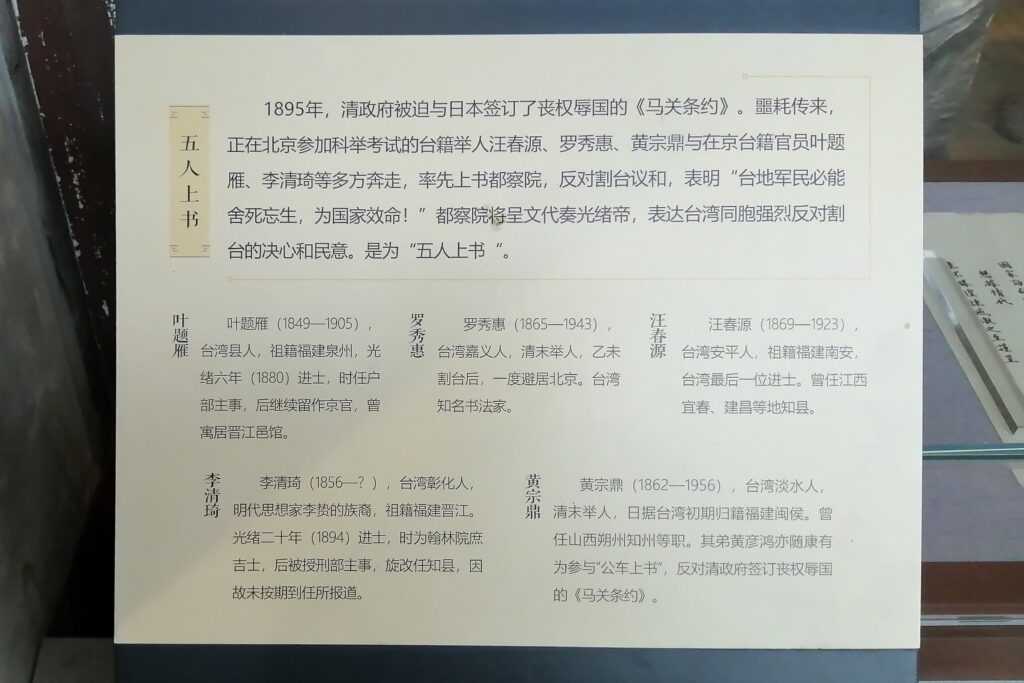 五人上书
1895年，清政府被迫与日本签订了丧权辱国的《马关条约》。噩耗传来，
正在北京参加科举考试的台籍举人汪春源、罗秀惠、黄宗鼎与在京台籍官员叶题
雁、李清琦等多方奔走，率先上书都察院，反对割台议和，表明“台地军民必能
舍死忘生，为国家效命！”都察院将呈文代奏光绪帝，表达台湾同胞强烈反对割
台的决心和民意。是为“五人上书“。
叶题雁
叶题雁（1849—1905），
台湾县人，祖籍福建泉州，光
绪六年（1880）进士，时任户
部主事，后继续留作京官，曾
寓居晋江邑馆。
罗秀惠
罗秀惠（1865—1943），
台湾嘉义人，清末举人，乙未
割台后，一度避居北京。台湾
知名书法家。
汪春源
汪春源（1869—1923），
台湾安平人，祖籍福建南安，
台湾最后一位进士。曾任江西
宜春、建昌等地知县。
李清琦
李清琦（1856—？），台湾彰化人，
明代思想家李贽的族裔，祖籍福建晋江。
光绪二十年（1894）进士，时为翰林院庶
吉士，后被授刑部主事，旋改任知县，因
故未按期到任所报道。
黄宗鼎
黄宗鼎（1862—1956），台湾淡水人，
清末举人，日据台湾初期归籍福建闽侯。曾
任山西朔州知州等职。其弟黄彦鸿亦随康有
为参与“公车上书”，反对清政府签订丧权辱国
的《马关条约》。